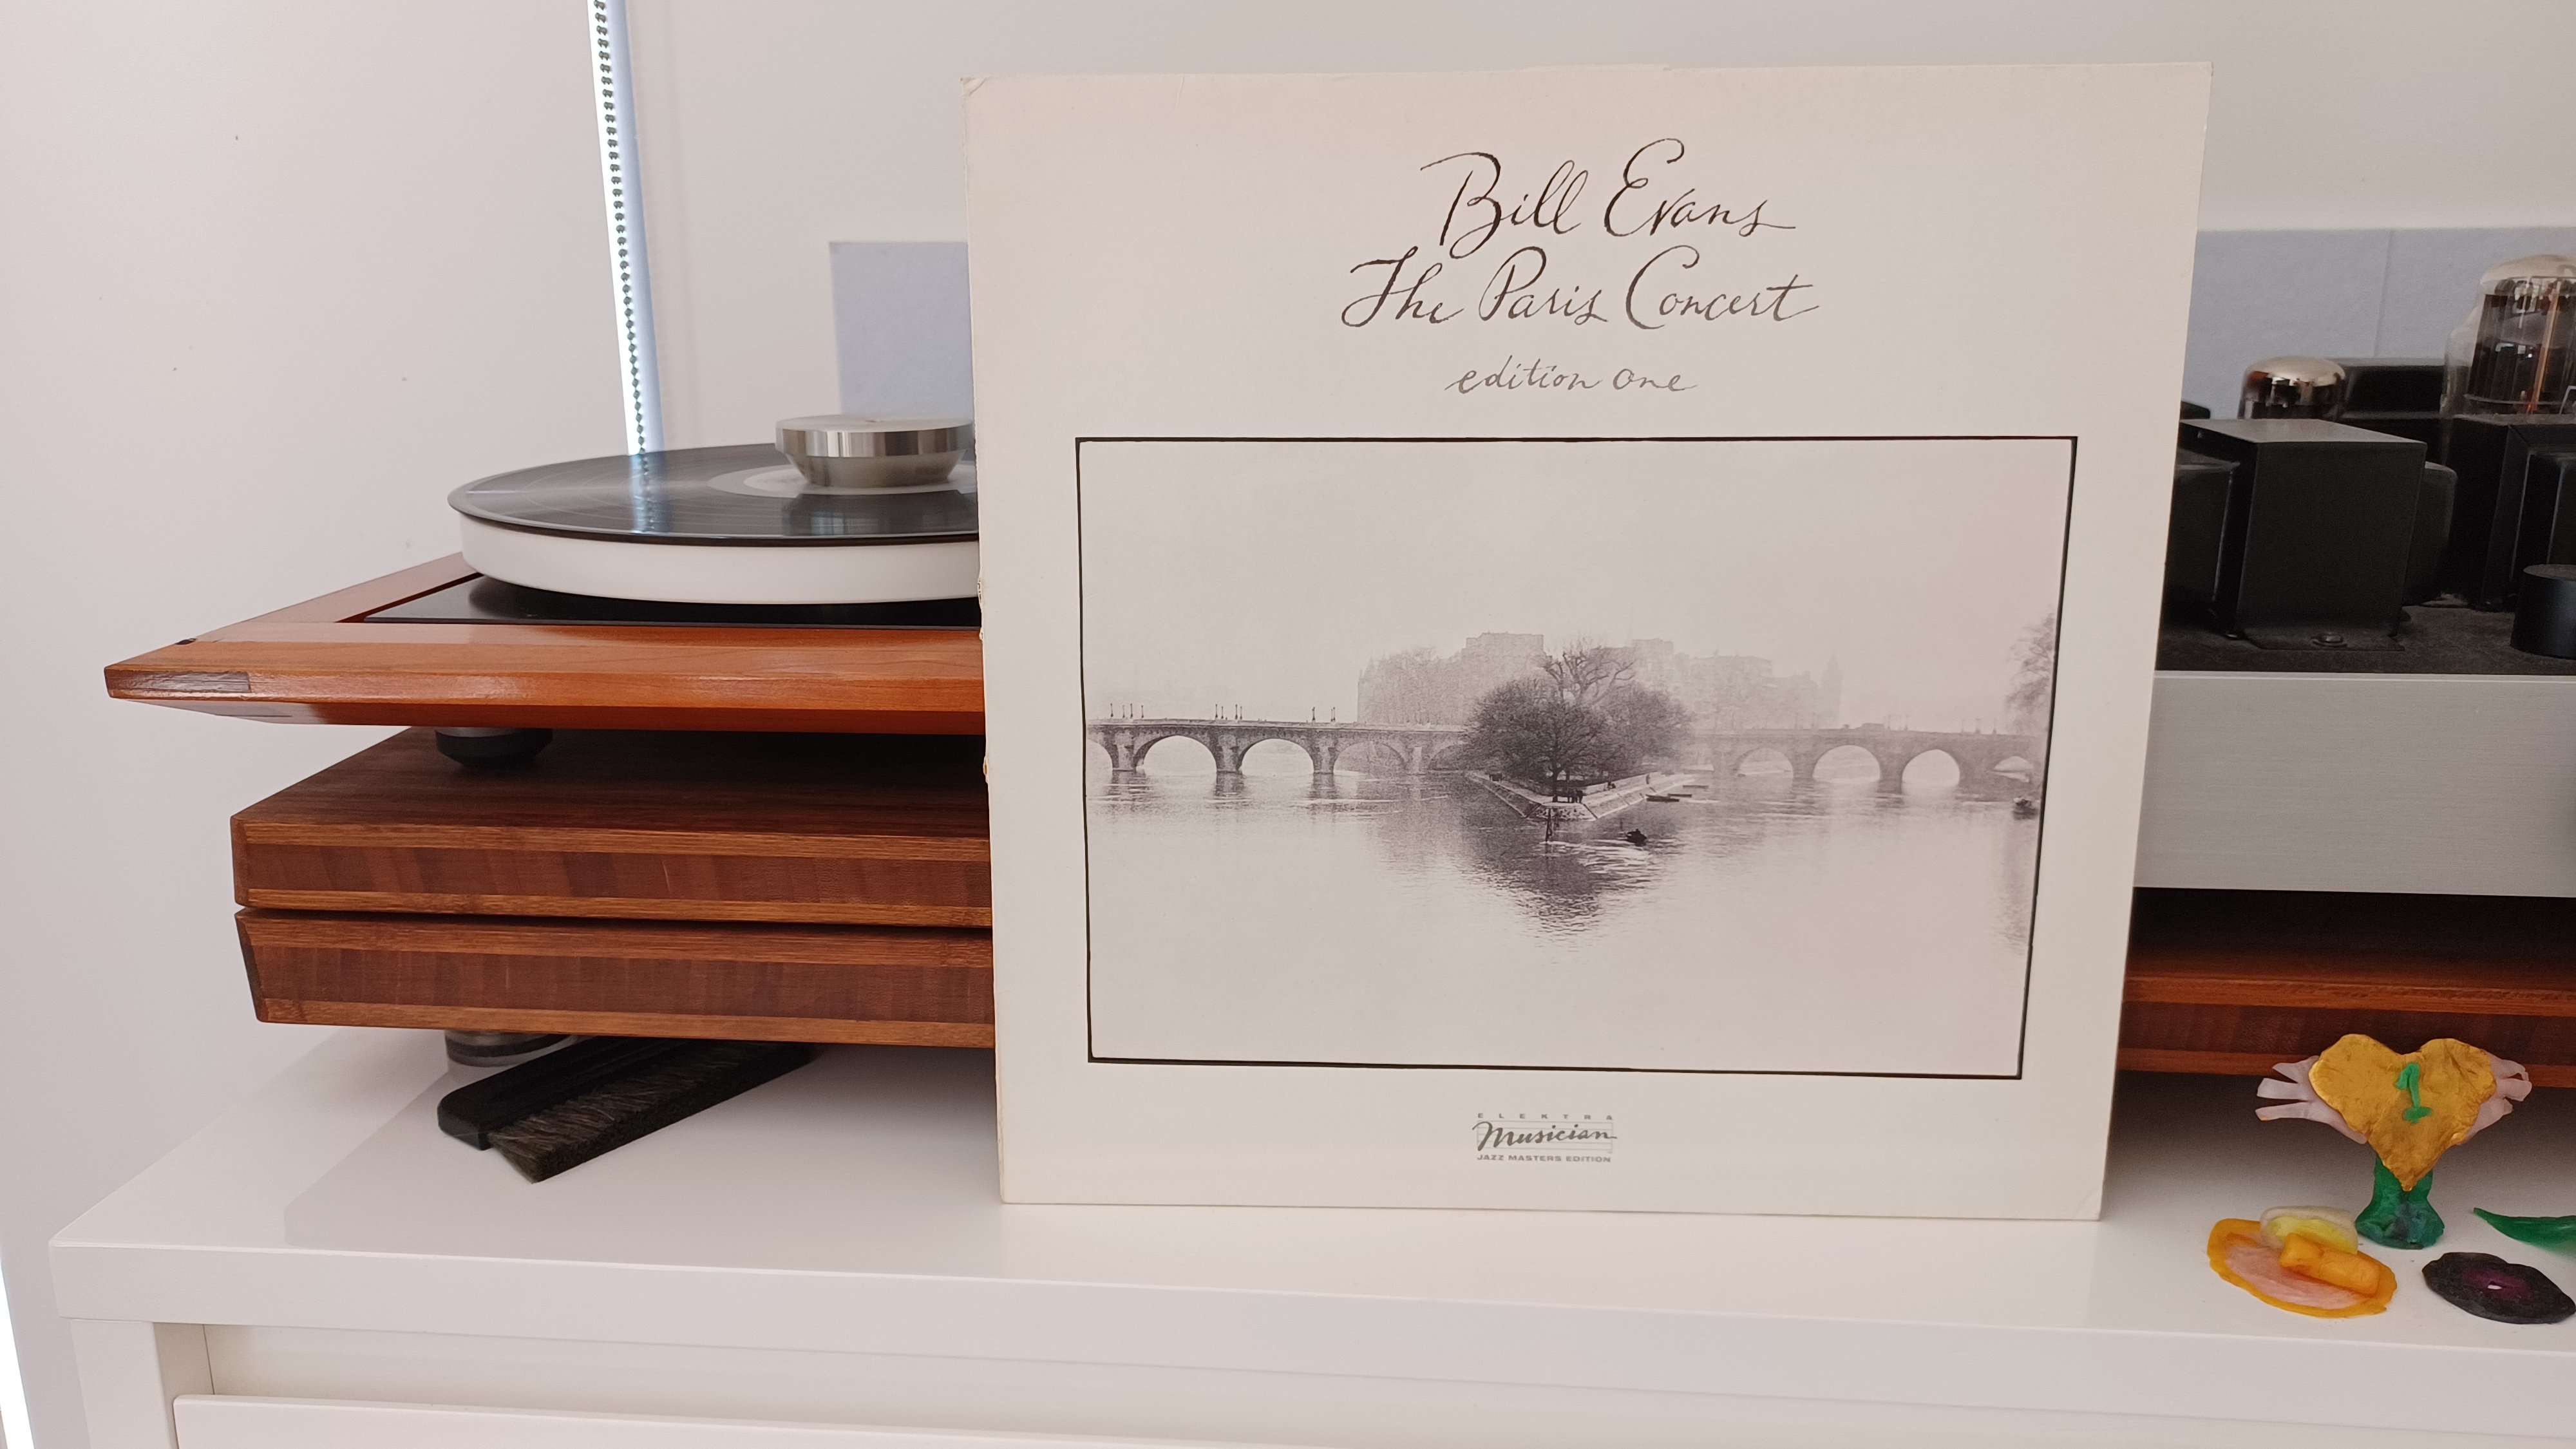 Bill Evans
The Paris Concert
edition one
ELEKTRA
Musician
JAZZ MASTERS EDITION